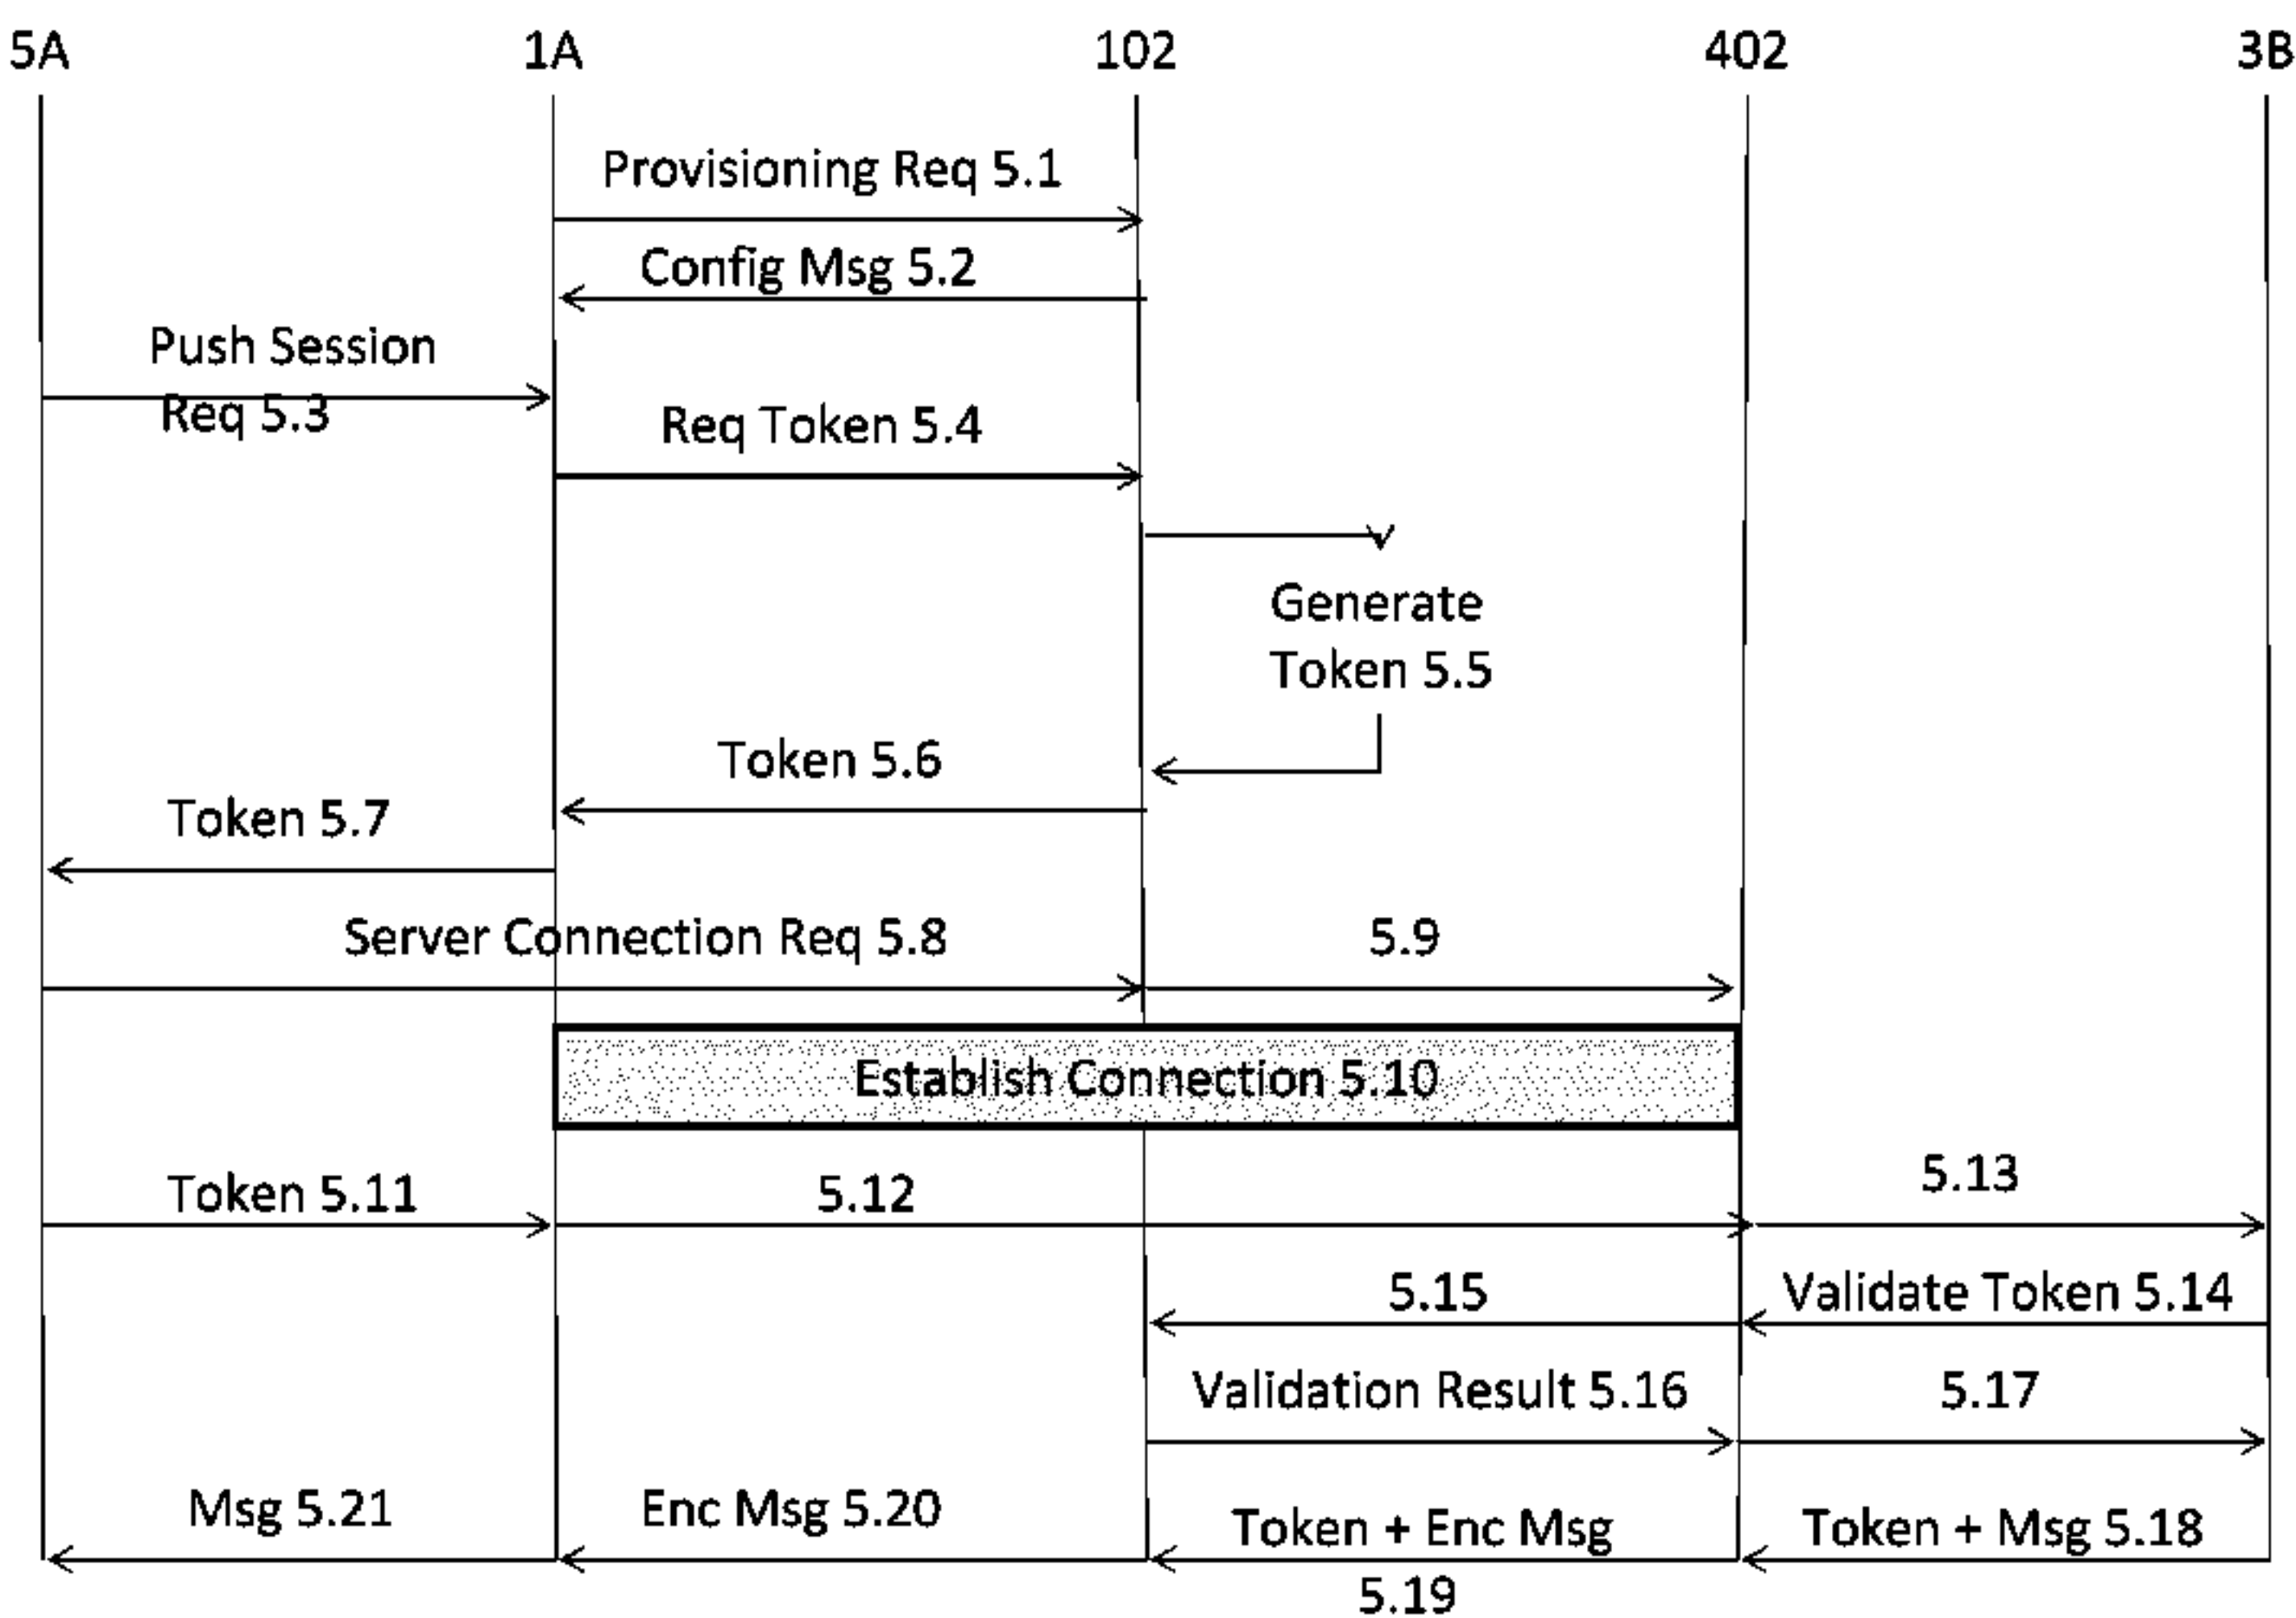 5A
1A
102
402
3B
Provisioning Req 5.1
Config Msg 5.2
Push Session
Req 5.3
Req Token 5.4
Generate
Token 5.5
Token 5.6
Token 5.7
Server Connection Req 5.8
5.9
Establish Connection 5.10
Token 5.11
5.12
5.13
5.15
Validate Token 5.14
Validation Result 5.16
5.17
Msg 5.21
Enc Msg 5.20
Token + Enc Msg
5.19
Token + Msg 5.18